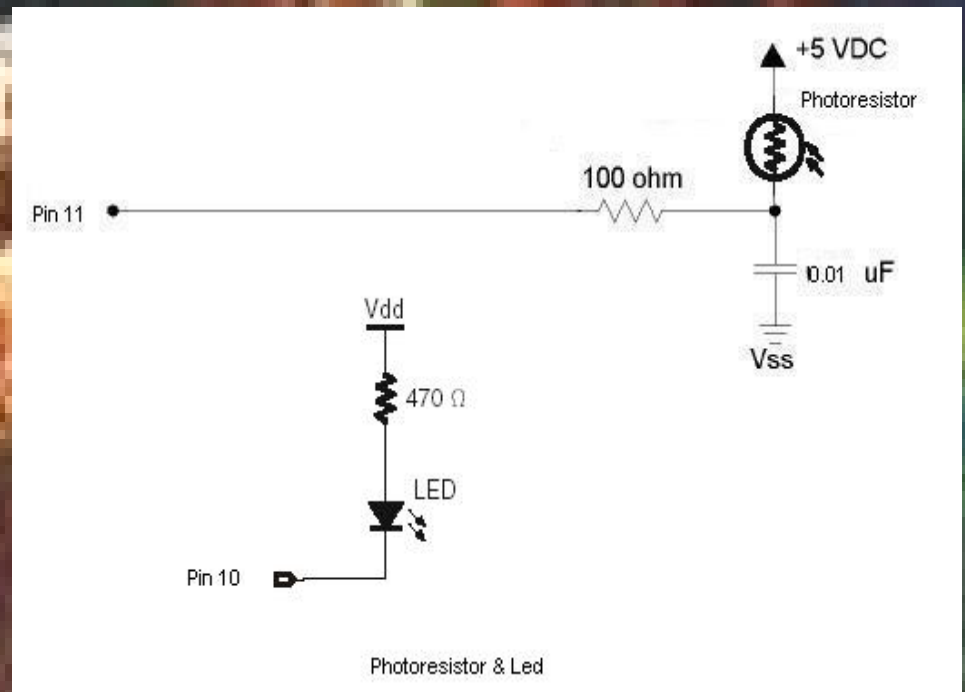 +5 VDC
Photoresistor
100 ohm
Pin 11
0.01 uF
Vss
Vdd
470 Ω
LED
Pin 10
Photoresistor & Led